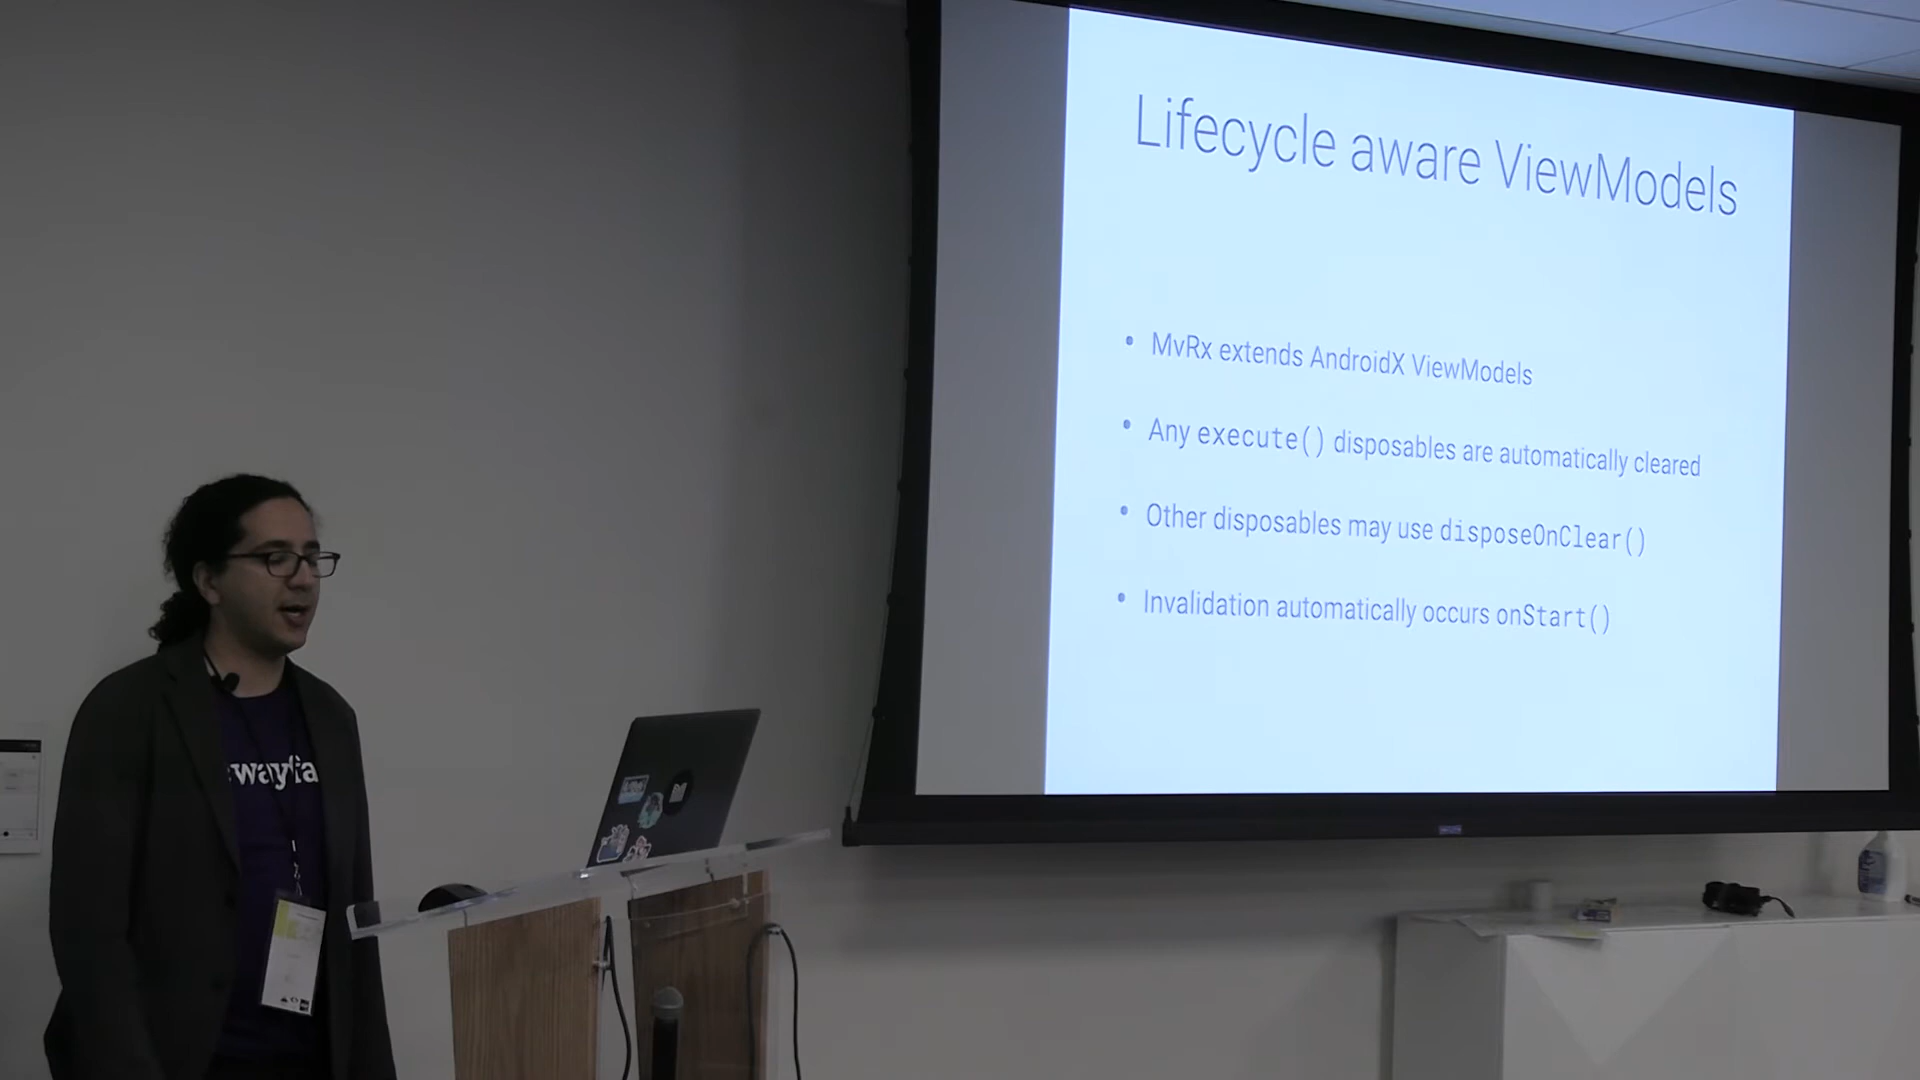 Lifecycle aware ViewModels
• MvRx extends AndroidX ViewModels
• Any execute() disposables are automatically cleared
• Other disposables may use disposeOnClear()
• Invalidation automatically occurs onStart()
wayfa